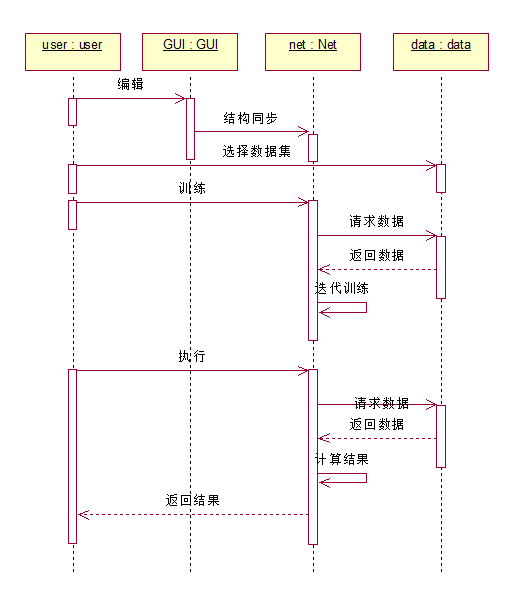 user : user
GUI : GUI
net : Net
data : data
编辑
结构同步
选择数据集
训练
请求数据
返回数据
迭代训练
执行
请求数据
返回数据
计算结果
返回结果